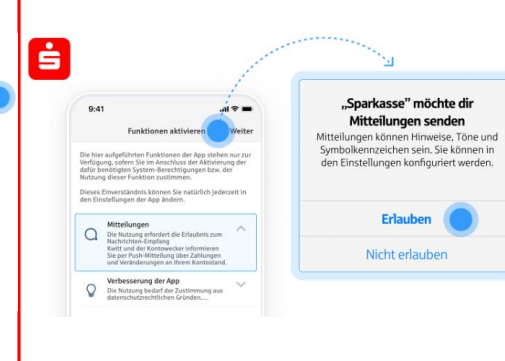 9:41
Funktionen aktivieren
Weiter
Die hier aufgeführten Funktionen der App stehen nur zur
Verfügung, sofern Sie im Anschluss der Aktivierung der
dafür benötigten System-Berechtigungen bzw. der
Nutzung dieser Funktion zustimmen.
Dieses Einverständnis können Sie natürlich jederzeit in
den Einstellungen der App ändern.
Mitteilungen
Die Nutzung erfordert die Erlaubnis zum
Nachrichten-Empfang
Kwitt und der Kontowecker informieren
Sie per Push-Mitteilung über Zahlungen
und Veränderungen an Ihrem Kontostand.
Verbesserung der App
Die Nutzung bedarf der Zustimmung aus
datenschutzrechtlichen Gründen....
„Sparkasse” möchte dir
Mitteilungen senden
Mitteilungen können Hinweise, Töne und
Symbolkennzeichen sein. Sie können in
den Einstellungen konfiguriert werden.
Erlauben
Nicht erlauben